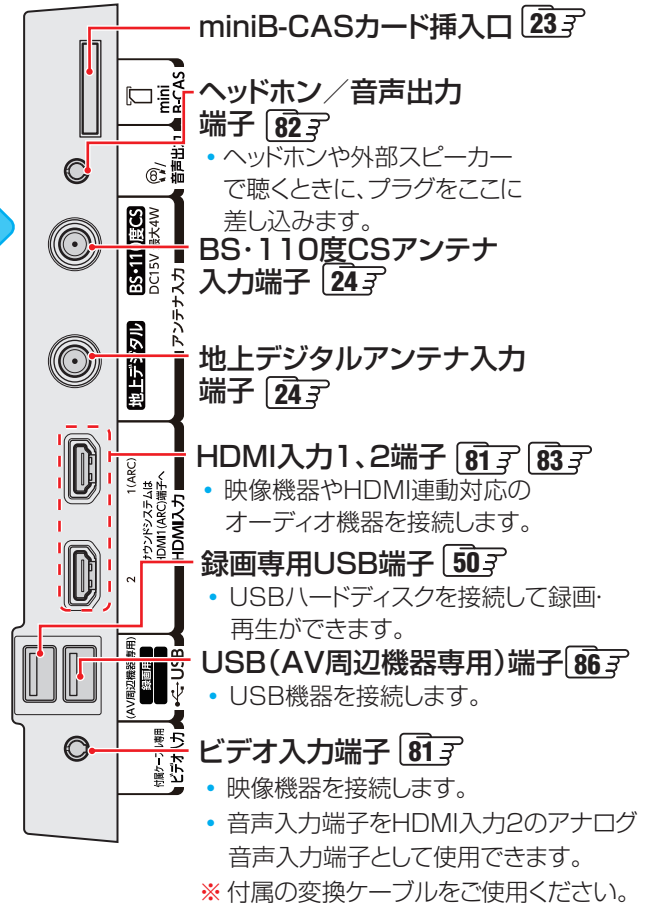 miniB-CASカード挿入口 23
ヘッドホン／音声出力
端子 82
• ヘッドホンや外部スピーカー
で聴くときに、プラグをここに
差し込みます。
BS・110度CSアンテナ
入力端子 24
地上デジタルアンテナ入力
端子 24
HDMI入力1、2端子 81 83
• 映像機器やHDMI連動対応の
オーディオ機器を接続します。
録画専用USB端子 50
• USBハードディスクを接続して録画・
再生ができます。
USB（AV周辺機器専用）端子 86
• USB機器を接続します。
ビデオ入力端子 81
• 映像機器を接続します。
• 音声入力端子をHDMI入力2のアナログ
音声入力端子として使用できます。
※ 付属の変換ケーブルをご使用ください。
mini
B-CAS
音声出力
BS・110度CS
DC15V 最大4W
地上デジタル
アンテナ入力
1(ARC)
2
サウンドシステムは
HDMI1(ARC)端子へ
HDMI入力
(AV周辺機器専用)
録画用
USB
付属ケーブル専用
ビデオ入力